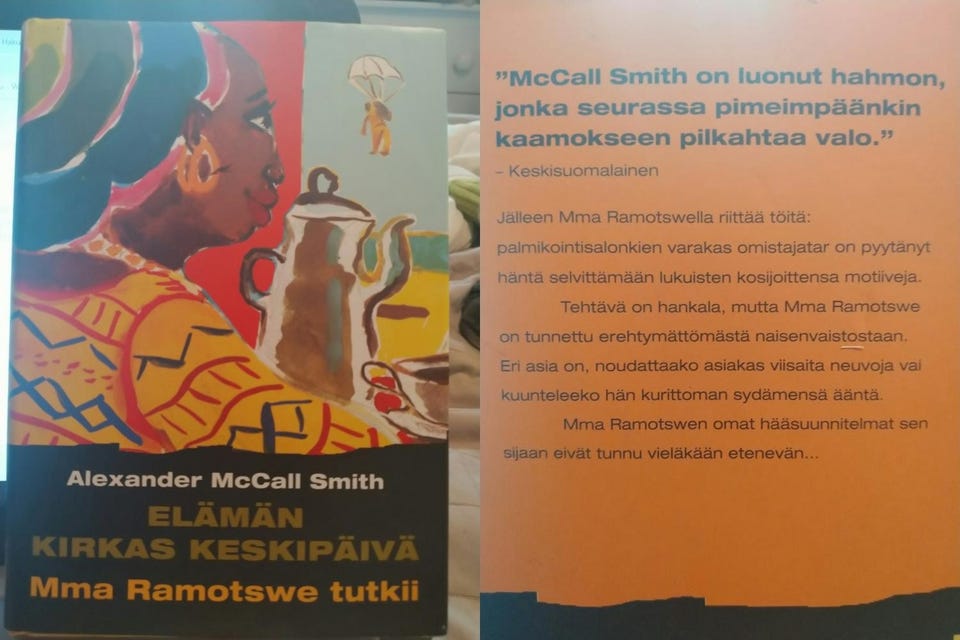 Alexander McCall Smith
ELÄMÄN
KIRKAS KESKIPÄIVÄ
Mma Ramotswe tutkii
”McCall Smith on luonut hahmon,
jonka seurassa pimeimpäänkin
kaamokseen pilkahtaa valo.”
– Keskisuomalainen
Jälleen Mma Ramotswella riittää töitä:
palmikointisalonkien varakas omistajatar on pyytänyt
häntä selvittämään lukuisten kosijoittensa motiiveja.
Tehtävä on hankala, mutta Mma Ramotswe
on tunnettu erehtymättömästä naisenvaistostaan.
Eri asia on, noudattaako asiakas viisaita neuvoja vai
kuunteleeko hän kurittoman sydämensä ääntä.
Mma Ramotswen omat hääsuunnitelmat sen
sijaan eivät tunnu vieläkään etenevän...